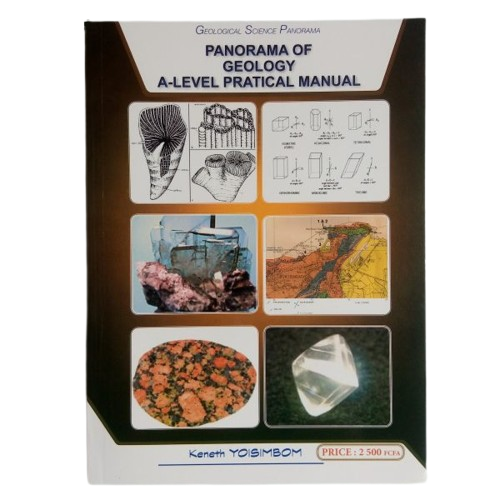 GEOLOGICAL SCIENCE PANORAMA
PANORAMA OF
GEOLOGY
A-LEVEL PRATICAL MANUAL
Keneth YOISIMBOM
PRICE : 2 500 FCFA